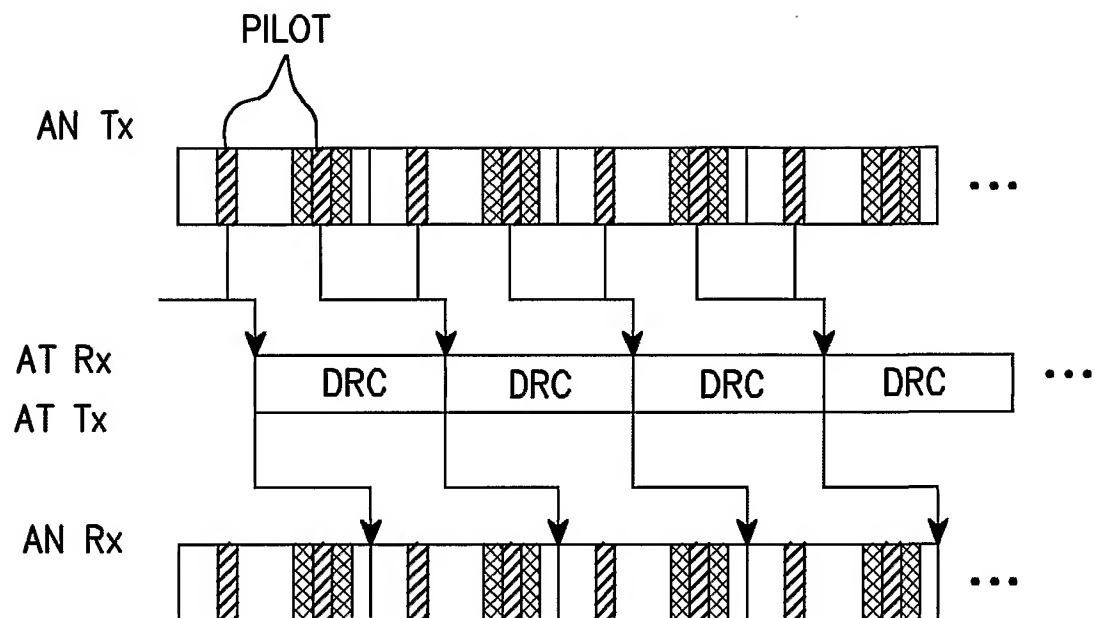 PILOT
AN Tx
•••
AT Rx
DRC DRC DRC DRC
•••
AT Tx
AN Rx
•••